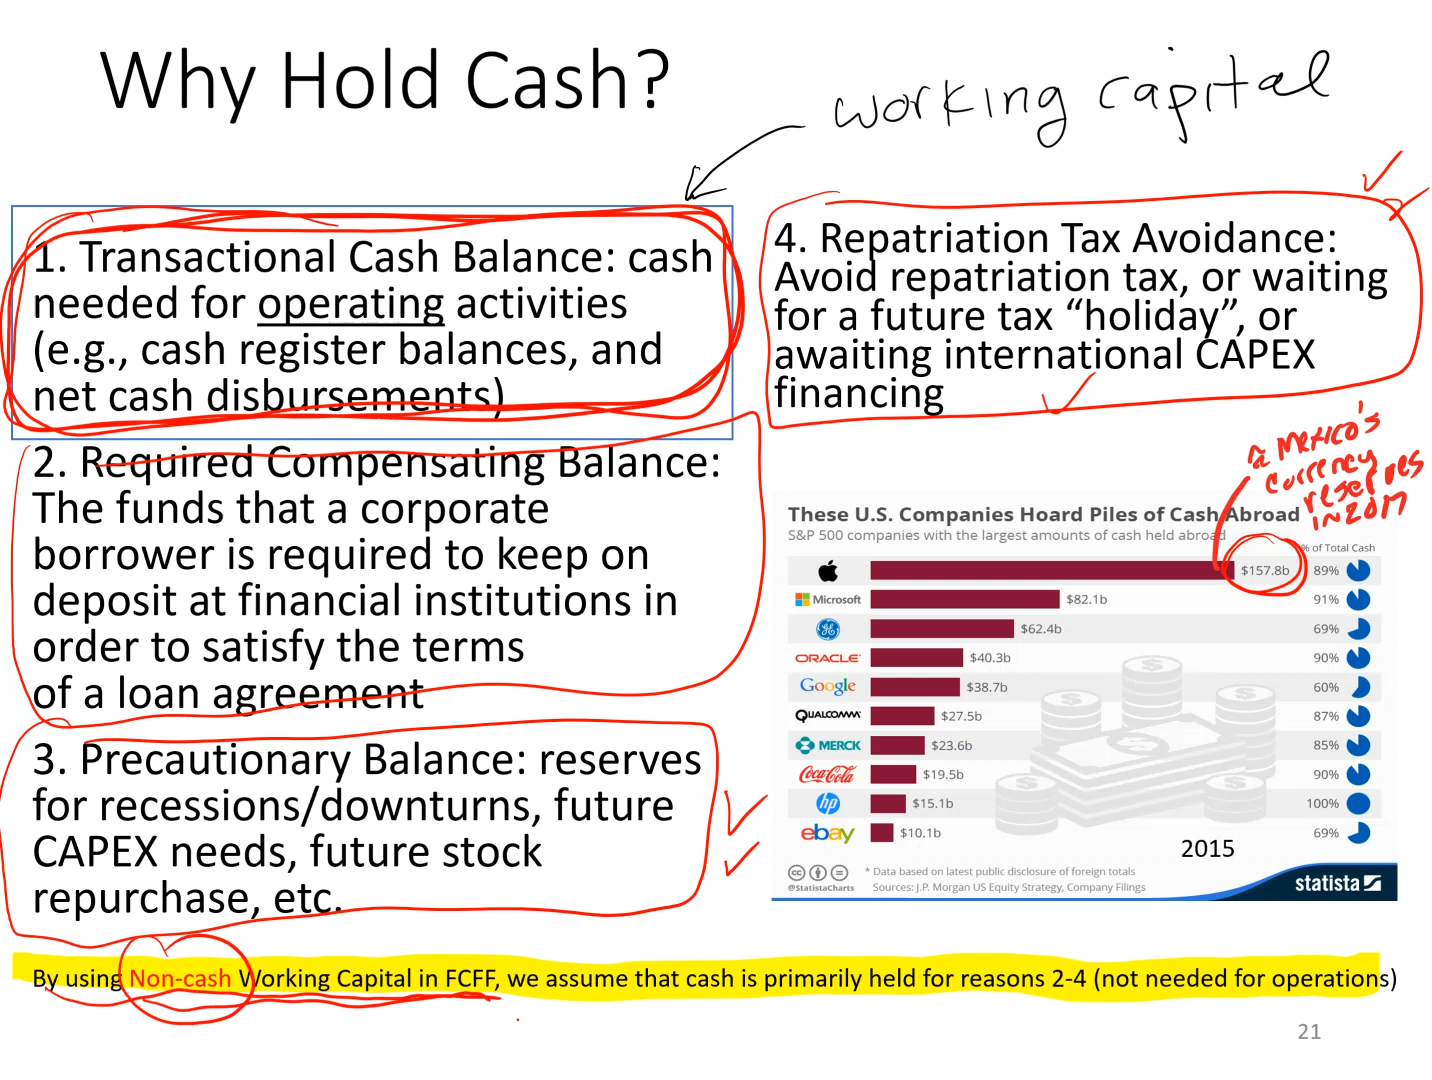 Why Hold Cash?
working capital
1. Transactional Cash Balance: cash
needed for operating activities
(e.g., cash register balances, and
net cash disbursements)
2. Required Compensating Balance:
The funds that a corporate
borrower is required to keep on
deposit at financial institutions in
order to satisfy the terms
of a loan agreement
3. Precautionary Balance: reserves
for recessions/downturns, future
CAPEX needs, future stock
repurchase, etc.
4. Repatriation Tax Avoidance:
Avoid repatriation tax, or waiting
for a future tax “holiday”, or
awaiting international CAPEX
financing
≈ Mexico's
currency
reserves
in 2017
These U.S. Companies Hoard Piles of Cash Abroad
S&P 500 companies with the largest amounts of cash held abroad
% of Total Cash
$157.8b 89%
Microsoft $82.1b 91%
GE $62.4b 69%
ORACLE $40.3b 90%
Google $38.7b 60%
QUALCOMM $27.5b 87%
MERCK $23.6b 85%
Coca-Cola $19.5b 90%
hp $15.1b 100%
ebay $10.1b 69%
2015
@StatistaCharts
* Data based on latest public disclosure of foreign totals
Sources: J.P. Morgan US Equity Strategy, Company Filings
statista
By using Non-cash Working Capital in FCFF, we assume that cash is primarily held for reasons 2-4 (not needed for operations)
21